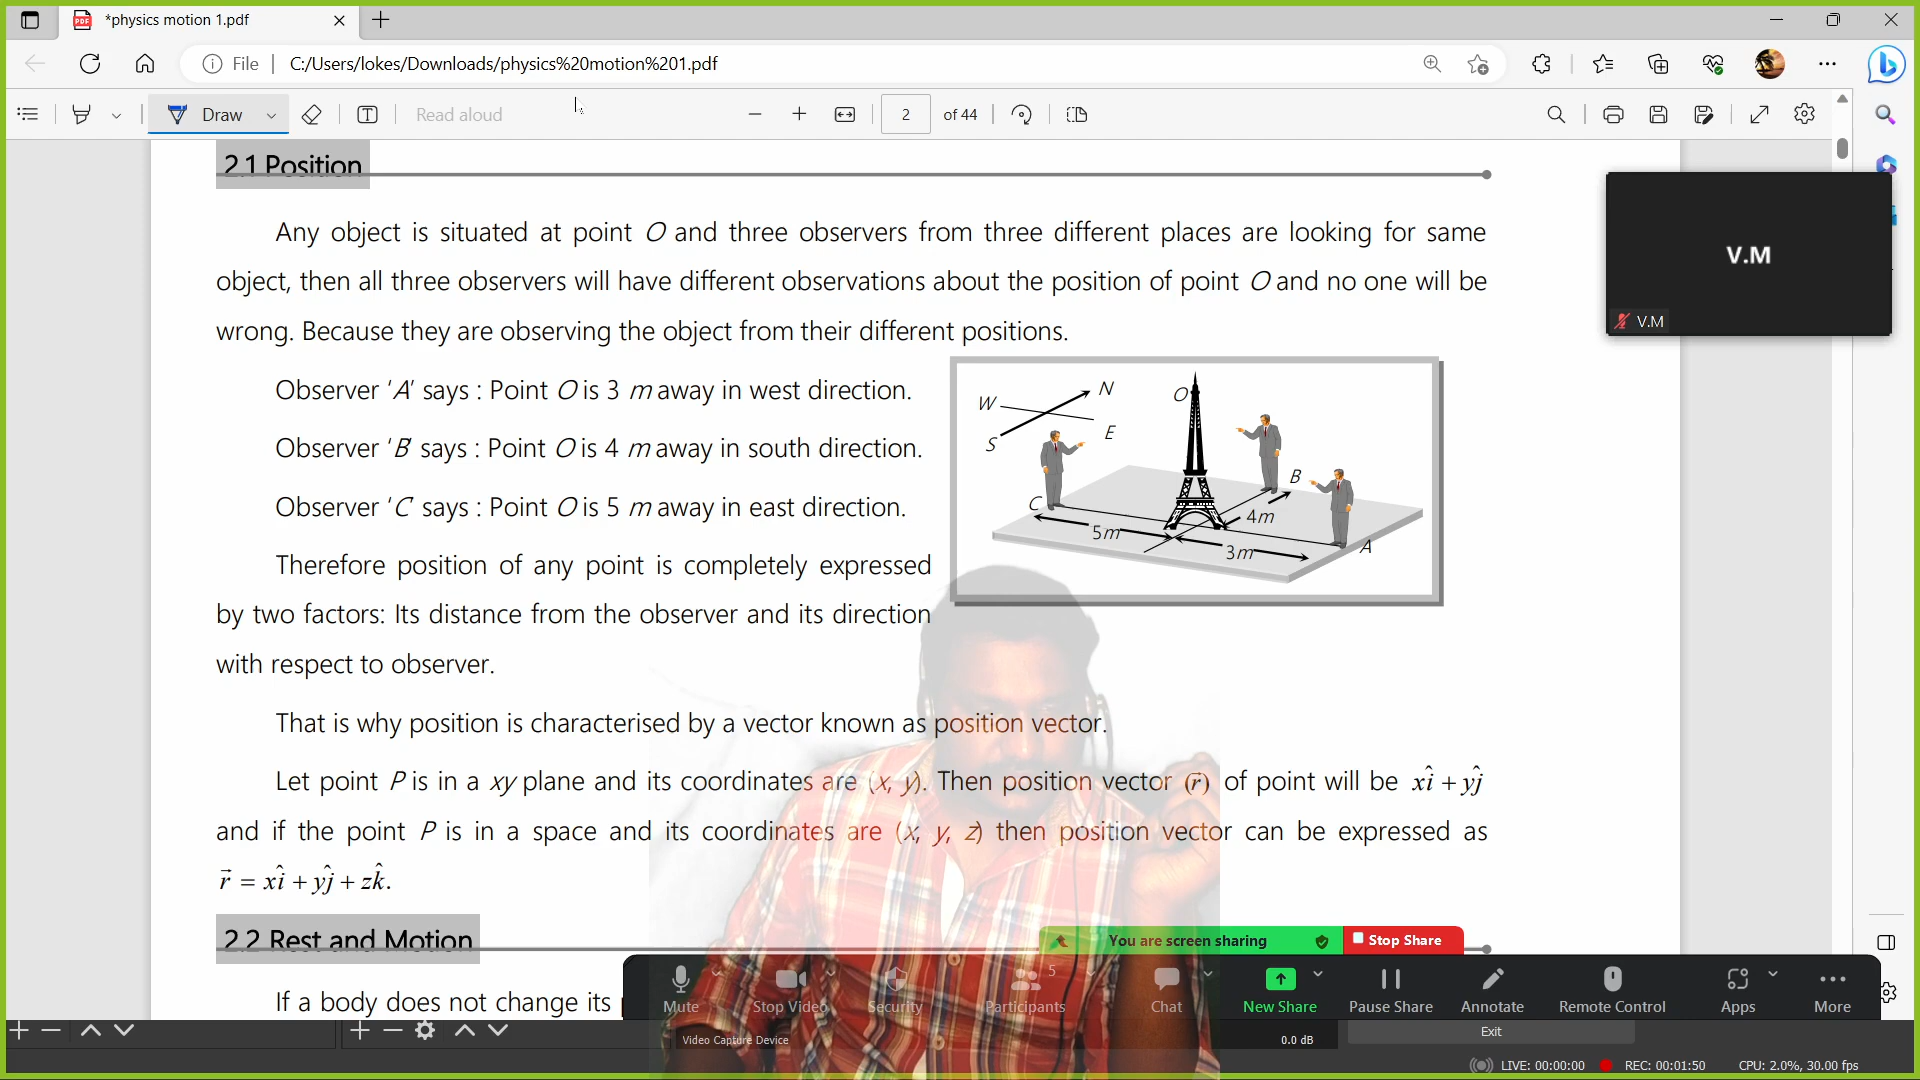 *physics motion 1.pdf
File
C:/Users/lokes/Downloads/physics%20motion%201.pdf
Draw
Read aloud
2
of 44
2.1 Position
Any object is situated at point O and three observers from three different places are looking for same
object, then all three observers will have different observations about the position of point O and no one will be
wrong. Because they are observing the object from their different positions.
V.M
V.M
Observer 'A' says : Point O is 3 m away in west direction.
Observer 'B' says : Point O is 4 m away in south direction.
Observer 'C' says : Point O is 5 m away in east direction.
W
N
S
E
O
B
C
A
4m
5m
3m
Therefore position of any point is completely expressed
by two factors: Its distance from the observer and its direction
with respect to observer.
That is why position is characterised by a vector known as position vector.
Let point P is in a xy plane and its coordinates are (x, y). Then position vector (r⃗) of point will be xî + yĵ
and if the point P is in a space and its coordinates are (x, y, z) then position vector can be expressed as
r⃗ = xî + yĵ + zk̂.
2.2 Rest and Motion
You are screen sharing
Stop Share
If a body does not change its
Mute
Stop Video
Security
Participants
5
Chat
New Share
Pause Share
Annotate
Remote Control
Apps
More
Video Capture Device
0.0 dB
Exit
LIVE: 00:00:00
REC: 00:01:50
CPU: 2.0%, 30.00 fps